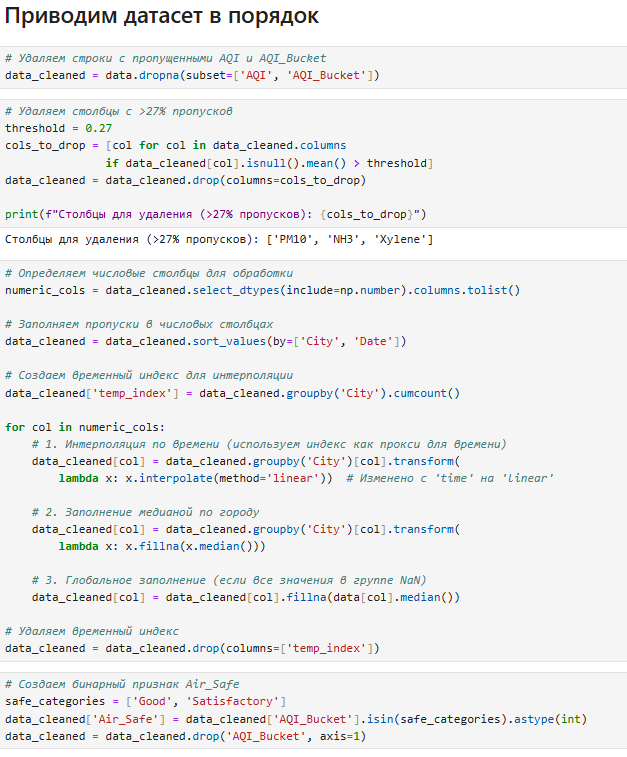 Приводим датасет в порядок
# Удаляем строки с пропущенными AQI и AQI_Bucket
data_cleaned = data.dropna(subset=['AQI', 'AQI_Bucket'])
# Удаляем столбцы с >27% пропусков
threshold = 0.27
cols_to_drop = [col for col in data_cleaned.columns
               if data_cleaned[col].isnull().mean() > threshold]
data_cleaned = data_cleaned.drop(columns=cols_to_drop)
print(f"Столбцы для удаления (>27% пропусков): {cols_to_drop}")
Столбцы для удаления (>27% пропусков): ['PM10', 'NH3', 'Xylene']
# Определяем числовые столбцы для обработки
numeric_cols = data_cleaned.select_dtypes(include=np.number).columns.tolist()
# Заполняем пропуски в числовых столбцах
data_cleaned = data_cleaned.sort_values(by=['City', 'Date'])
# Создаем временный индекс для интерполяции
data_cleaned['temp_index'] = data_cleaned.groupby('City').cumcount()
for col in numeric_cols:
    # 1. Интерполяция по времени (используем индекс как прокси для времени)
    data_cleaned[col] = data_cleaned.groupby('City')[col].transform(
        lambda x: x.interpolate(method='linear'))  # Изменено с 'time' на 'linear'
    # 2. Заполнение медианой по городу
    data_cleaned[col] = data_cleaned.groupby('City')[col].transform(
        lambda x: x.fillna(x.median()))
    # 3. Глобальное заполнение (если все значения в группе NaN)
    data_cleaned[col] = data_cleaned[col].fillna(data[col].median())
# Удаляем временный индекс
data_cleaned = data_cleaned.drop(columns=['temp_index'])
# Создаем бинарный признак Air_Safe
safe_categories = ['Good', 'Satisfactory']
data_cleaned['Air_Safe'] = data_cleaned['AQI_Bucket'].isin(safe_categories).astype(int)
data_cleaned = data_cleaned.drop('AQI_Bucket', axis=1)